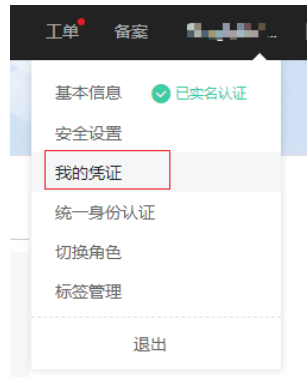 工单 备案
基本信息 已实名认证
安全设置
我的凭证
统一身份认证
切换角色
标签管理
退出